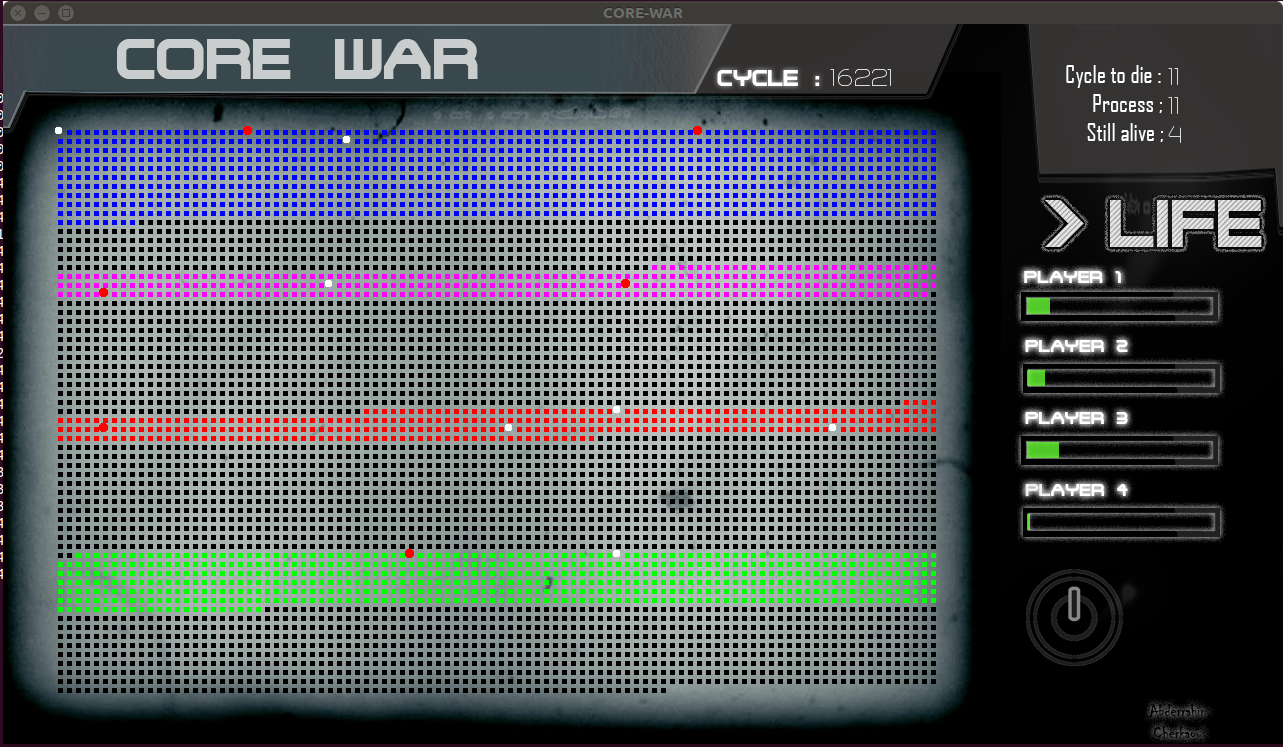 CORE-WAR
CORE WAR
CYCLE : 16221
Cycle to die : 11
Process ; 11
Still alive ; 4
> LIFE
PLAYER 1
PLAYER 2
PLAYER 3
PLAYER 4